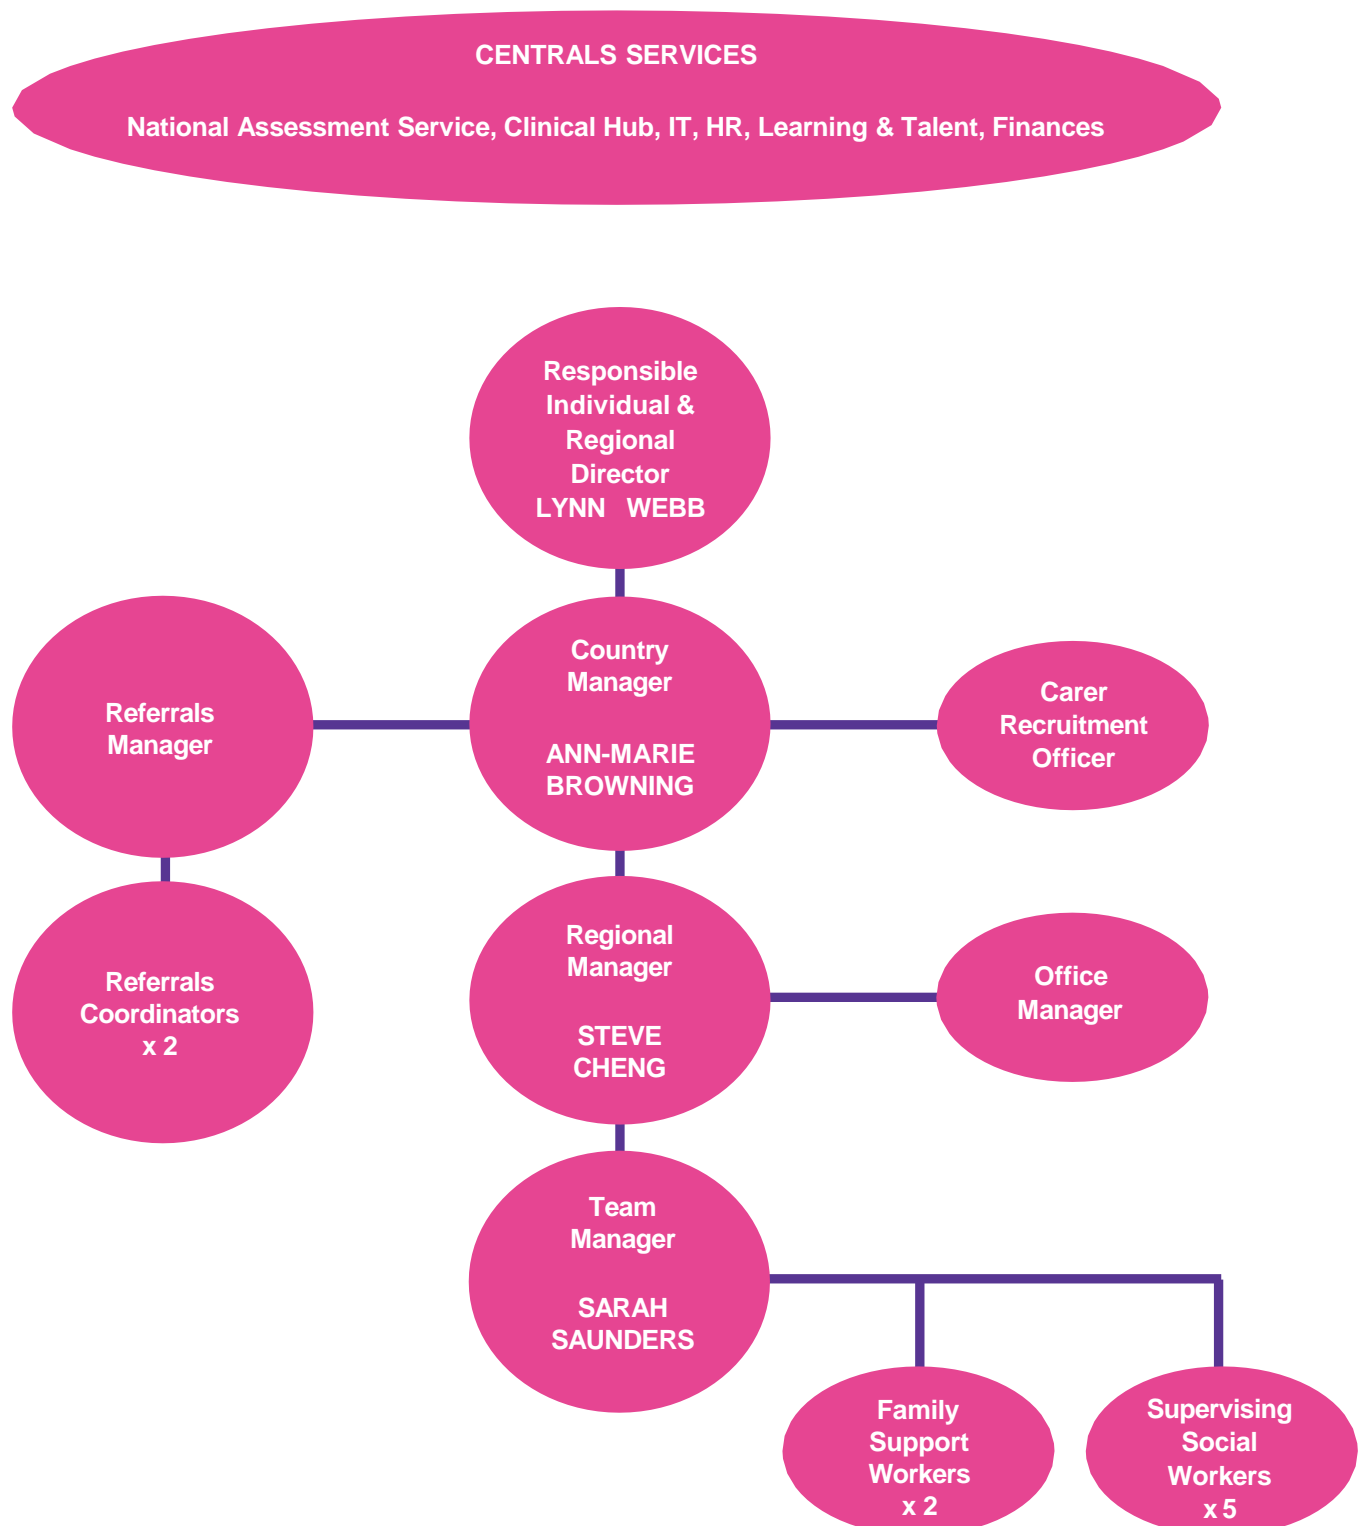 CENTRALS SERVICES
National Assessment Service, Clinical Hub, IT, HR, Learning & Talent, Finances
Responsible
Individual &
Regional
Director
LYNN WEBB
Country
Manager
ANN-MARIE
BROWNING
Referrals
Manager
Carer
Recruitment
Officer
Referrals
Coordinators
x 2
Regional
Manager
STEVE
CHENG
Office
Manager
Team
Manager
SARAH
SAUNDERS
Family
Support
Workers
x 2
Supervising
Social
Workers
x 5